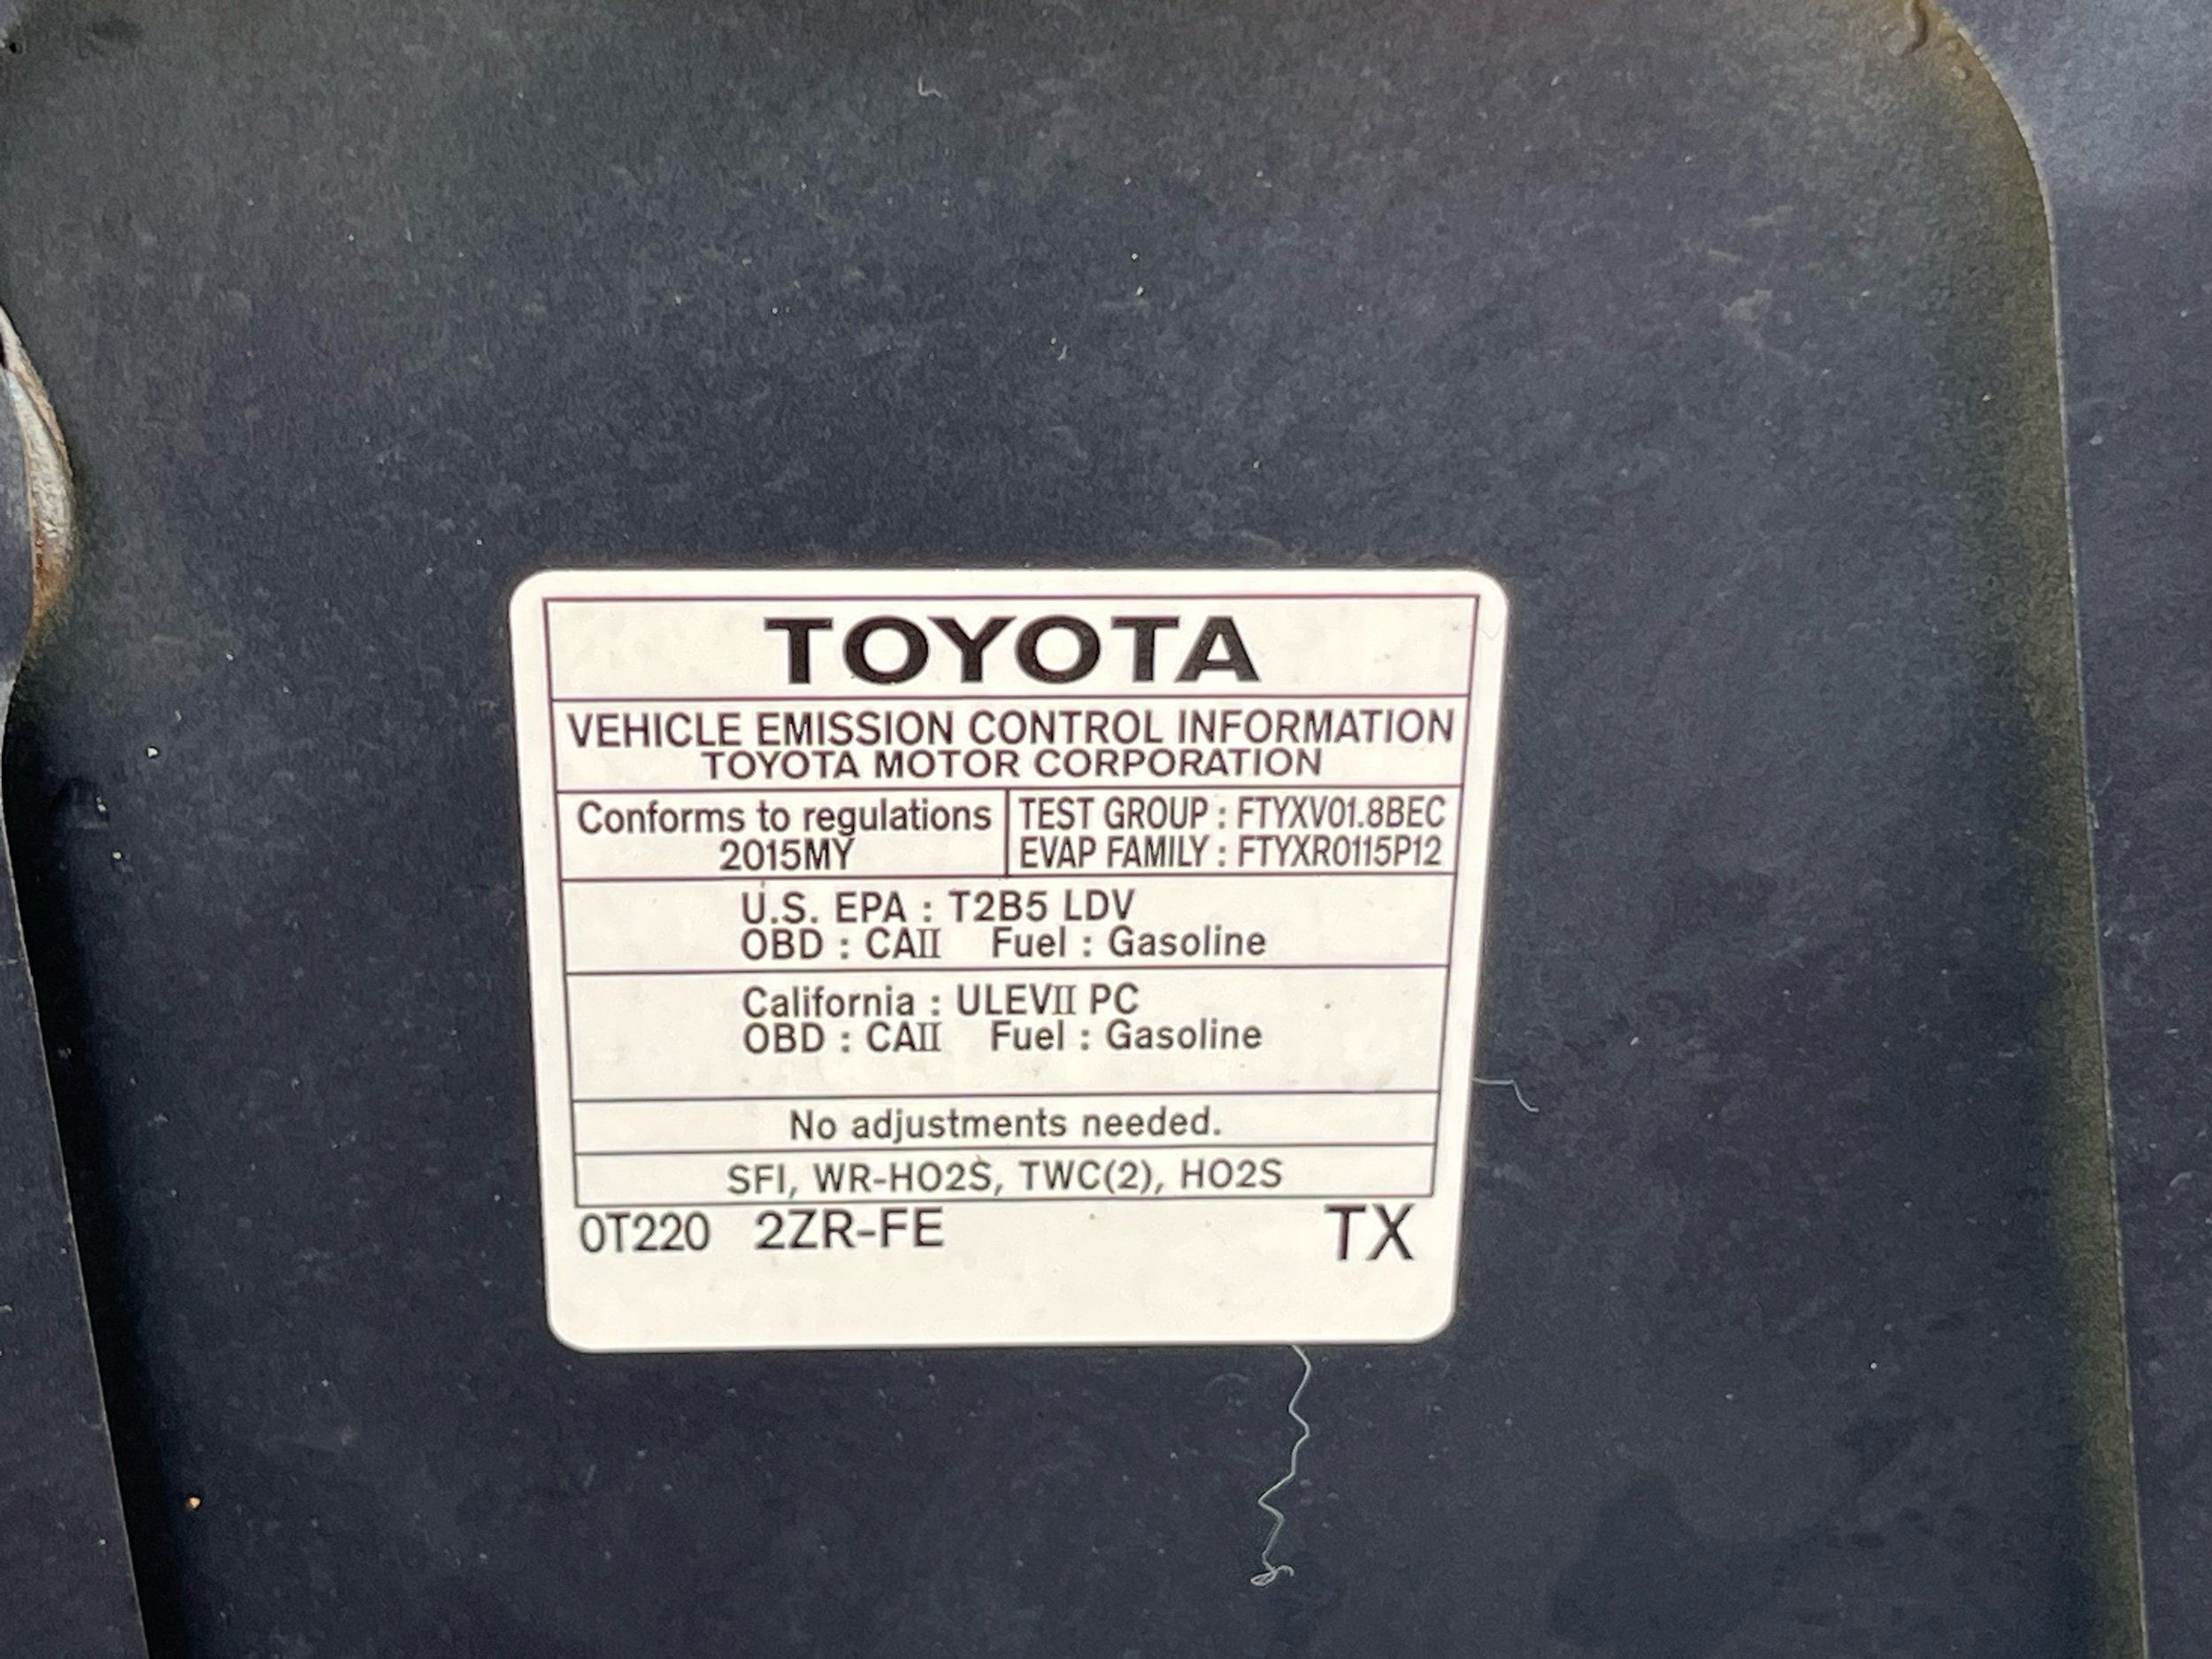 TOYOTA
VEHICLE EMISSION CONTROL INFORMATION
TOYOTA MOTOR CORPORATION
Conforms to regulations
2015MY
TEST GROUP : FTYXV01.8BEC
EVAP FAMILY : FTYXR0115P12
U.S. EPA : T2B5 LDV
OBD : CAII Fuel : Gasoline
California : ULEVII PC
OBD : CAII Fuel : Gasoline
No adjustments needed.
SFI, WR-HO2S, TWC(2), HO2S
0T220 2ZR-FE TX